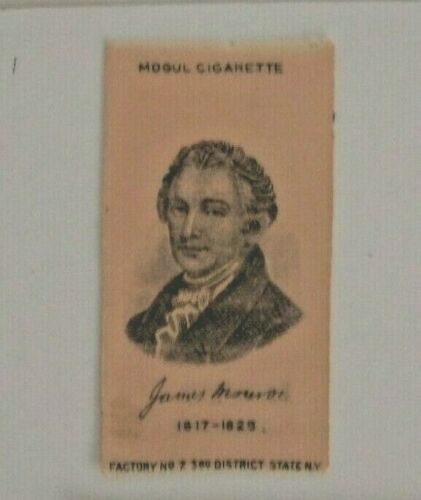 MOGUL CIGARETTE
James Monroe
1817-1825.
FACTORY NO 7 3RD DISTRICT STATE N.Y.